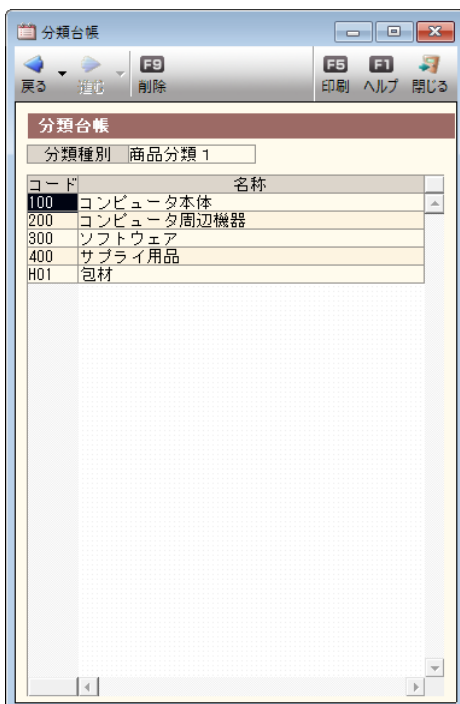 分類台帳
F9 F5 F1
戻る 進む 削除 印刷 ヘルプ 閉じる
分類台帳
分類種別 商品分類1
コード 名称
100 コンピュータ本体
200 コンピュータ周辺機器
300 ソフトウェア
400 サプライ用品
H01 包材